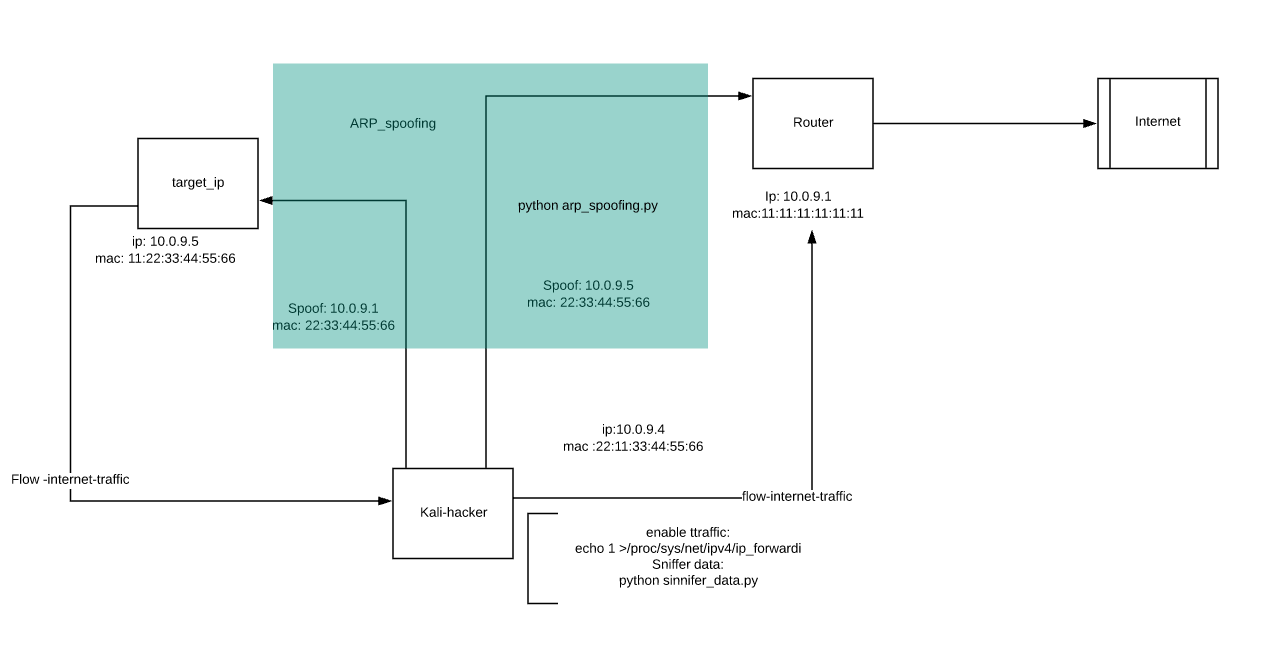 ARP_spoofing
Router
Internet
target_ip
Ip: 10.0.9.1
mac:11:11:11:11:11:11
python arp_spoofing.py
ip: 10.0.9.5
mac: 11:22:33:44:55:66
Spoof: 10.0.9.5
mac: 22:33:44:55:66
Spoof: 10.0.9.1
mac: 22:33:44:55:66
ip:10.0.9.4
mac :22:11:33:44:55:66
Flow -internet-traffic
Kali-hacker
flow-internet-traffic
enable ttraffic:
echo 1 >/proc/sys/net/ipv4/ip_forwardi
Sniffer data:
python sinnifer_data.py